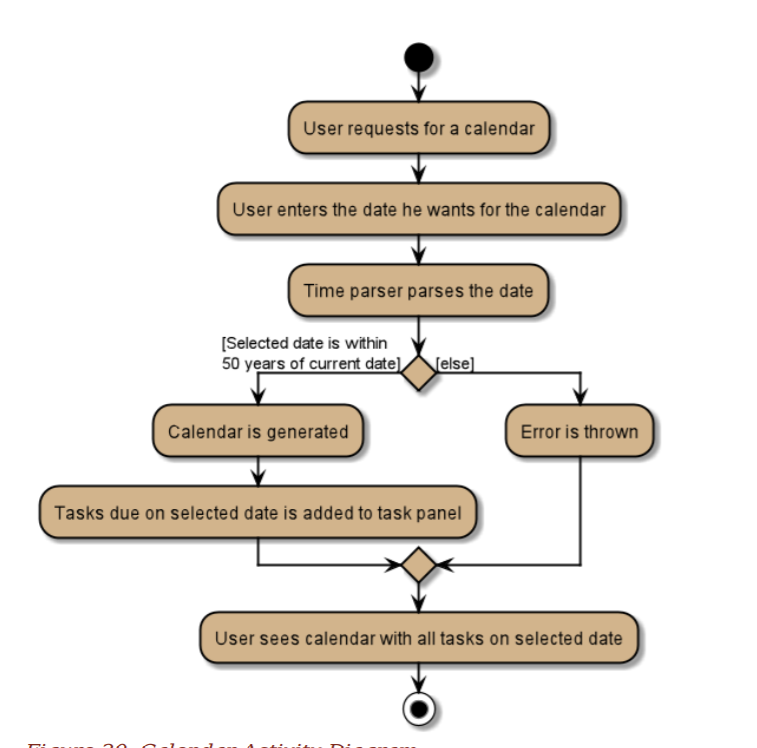 User requests for a calendar
User enters the date he wants for the calendar
Time parser parses the date
[Selected date is within
50 years of current date]
[else]
Calendar is generated
Error is thrown
Tasks due on selected date is added to task panel
User sees calendar with all tasks on selected date
Activity Diagram